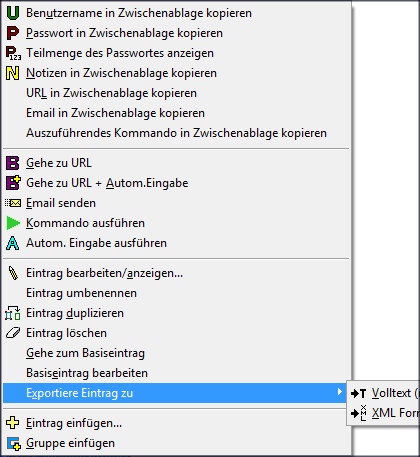 Benutzername in Zwischenablage kopieren
Passwort in Zwischenablage kopieren
Teilmenge des Passwortes anzeigen
Notizen in Zwischenablage kopieren
URL in Zwischenablage kopieren
Email in Zwischenablage kopieren
Auszuführendes Kommando in Zwischenablage kopieren
Gehe zu URL
Gehe zu URL + Autom.Eingabe
Email senden
Kommando ausführen
Autom. Eingabe ausführen
Eintrag bearbeiten/anzeigen...
Eintrag umbenennen
Eintrag duplizieren
Eintrag löschen
Gehe zum Basiseintrag
Basiseintrag bearbeiten
Exportiere Eintrag zu
Volltext (
XML For
Eintrag einfügen...
Gruppe einfügen